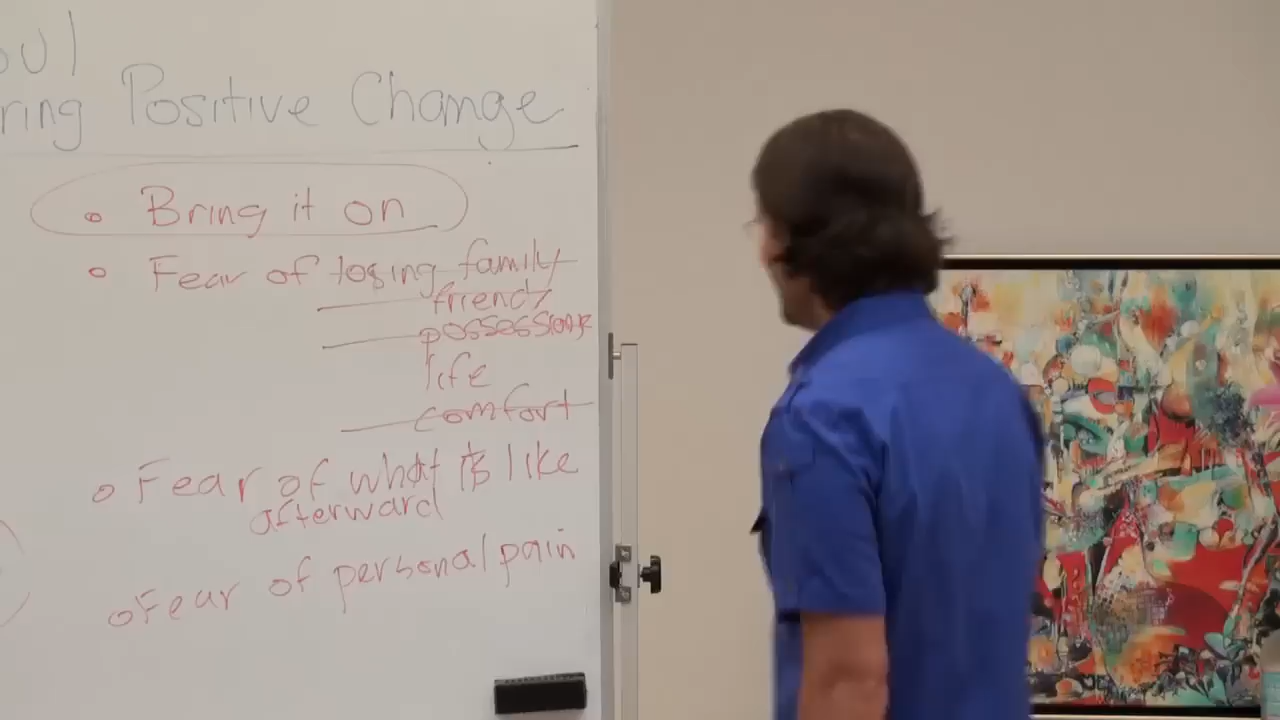 oul
ring Positive Change
• Bring it on
• Fear of losing family
friends
possessions
life
comfort
• Fear of what it's like
afterward
• Fear of personal pain